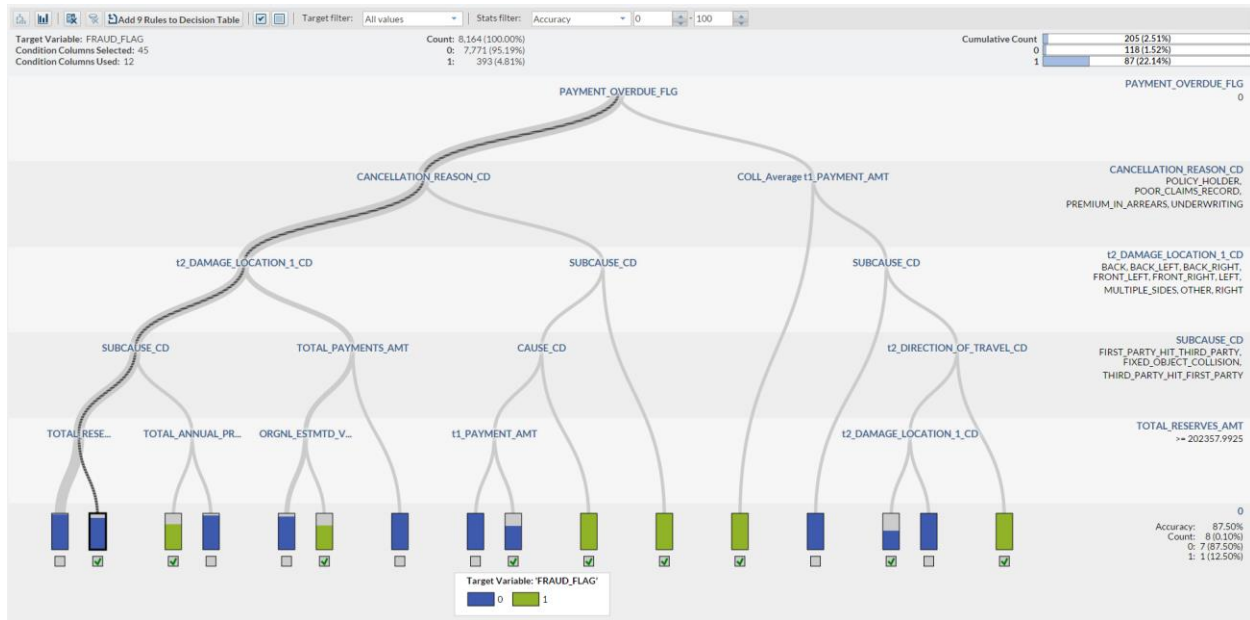 Add 9 Rules to Decision Table Target filter: All values Stats filter: Accuracy 0 - 100
Target Variable: FRAUD_FLAG
Condition Columns Selected: 45
Condition Columns Used: 12
Count: 8,164 (100.00%)
0: 7,771 (95.19%)
1: 393 (4.81%)
Cumulative Count 205 (2.51%)
0 118 (1.52%)
1 87 (22.14%)
PAYMENT_OVERDUE_FLG
PAYMENT_OVERDUE_FLG
0
CANCELLATION_REASON_CD COLL_Average t1_PAYMENT_AMT
CANCELLATION_REASON_CD
POLICY_HOLDER,
POOR_CLAIMS_RECORD,
PREMIUM_IN_ARREARS, UNDERWRITING
t2_DAMAGE_LOCATION_1_CD SUBCAUSE_CD SUBCAUSE_CD
t2_DAMAGE_LOCATION_1_CD
BACK, BACK_LEFT, BACK_RIGHT,
FRONT_LEFT, FRONT_RIGHT, LEFT,
MULTIPLE_SIDES, OTHER, RIGHT
SUBCAUSE_CD TOTAL_PAYMENTS_AMT CAUSE_CD t2_DIRECTION_OF_TRAVEL_CD
SUBCAUSE_CD
FIRST_PARTY_HIT_THIRD_PARTY,
FIXED_OBJECT_COLLISION,
THIRD_PARTY_HIT_FIRST_PARTY
TOTAL_RESE... TOTAL_ANNUAL_PR... ORGNL_ESTMTD_V... t1_PAYMENT_AMT t2_DAMAGE_LOCATION_1_CD
TOTAL_RESERVES_AMT
>= 202357.9925
0
Accuracy: 87.50%
Count: 8 (0.10%)
0: 7 (87.50%)
1: 1 (12.50%)
Target Variable: 'FRAUD_FLAG'
0 1